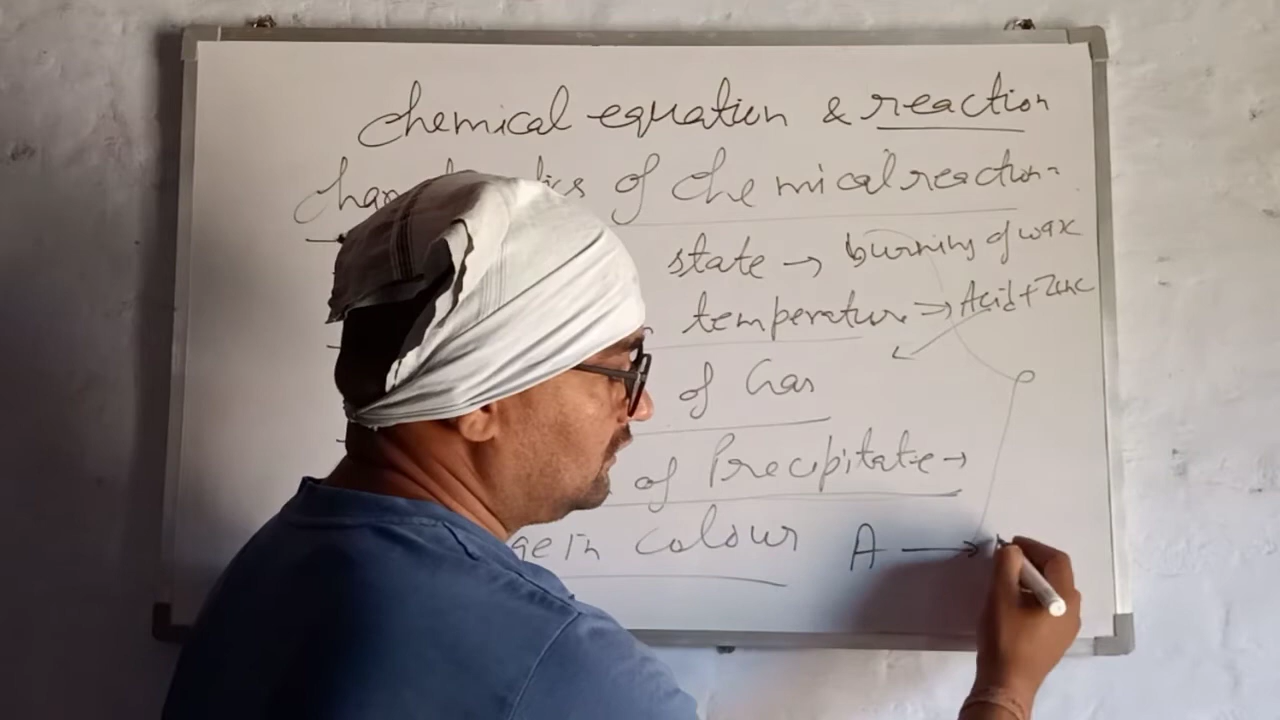 chemical equation & reaction
of chemical reaction-
state → burning of wax
temperature → Acid + Zinc
of Gas
of Precipitate →
in colour A →